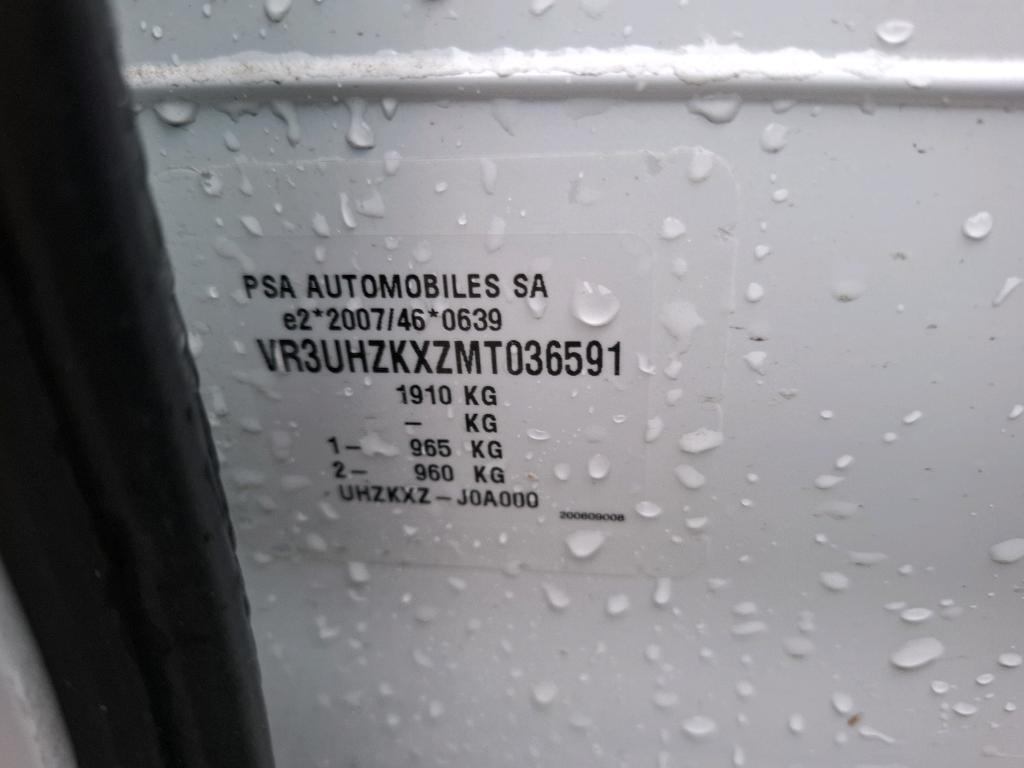 PSA AUTOMOBILES SA
e2*2007/46*0639
VR3UHZKXZMT036591
1910 KG
- KG
1- 965 KG
2- 960 KG
UHZKXZ-J0A000
200809008